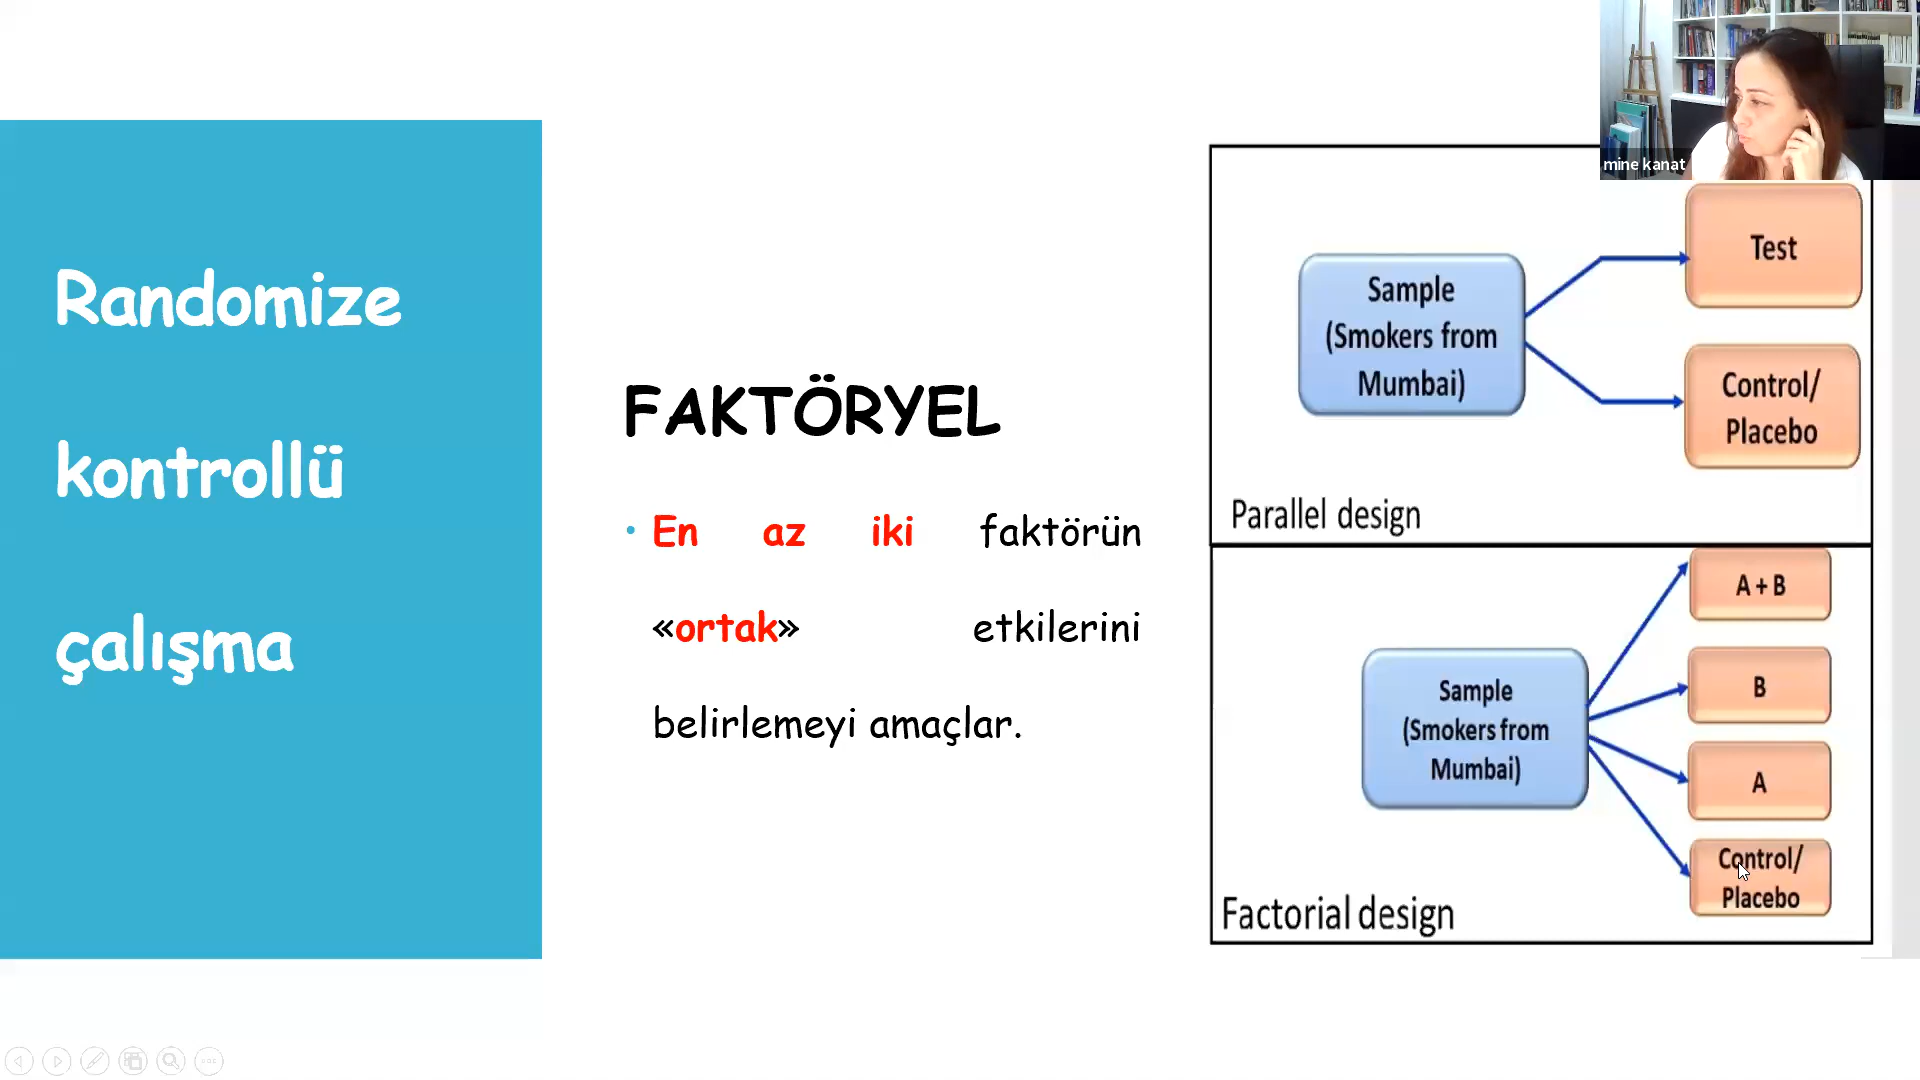 Randomize
kontrollü
çalışma
FAKTÖRYEL
• En az iki faktörün
«ortak» etkilerini
belirlemeyi amaçlar.
mine kanat
Test
Sample
(Smokers from
Mumbai)
Control/
Placebo
Parallel design
A + B
B
Sample
(Smokers from
Mumbai)
A
Control/
Placebo
Factorial design